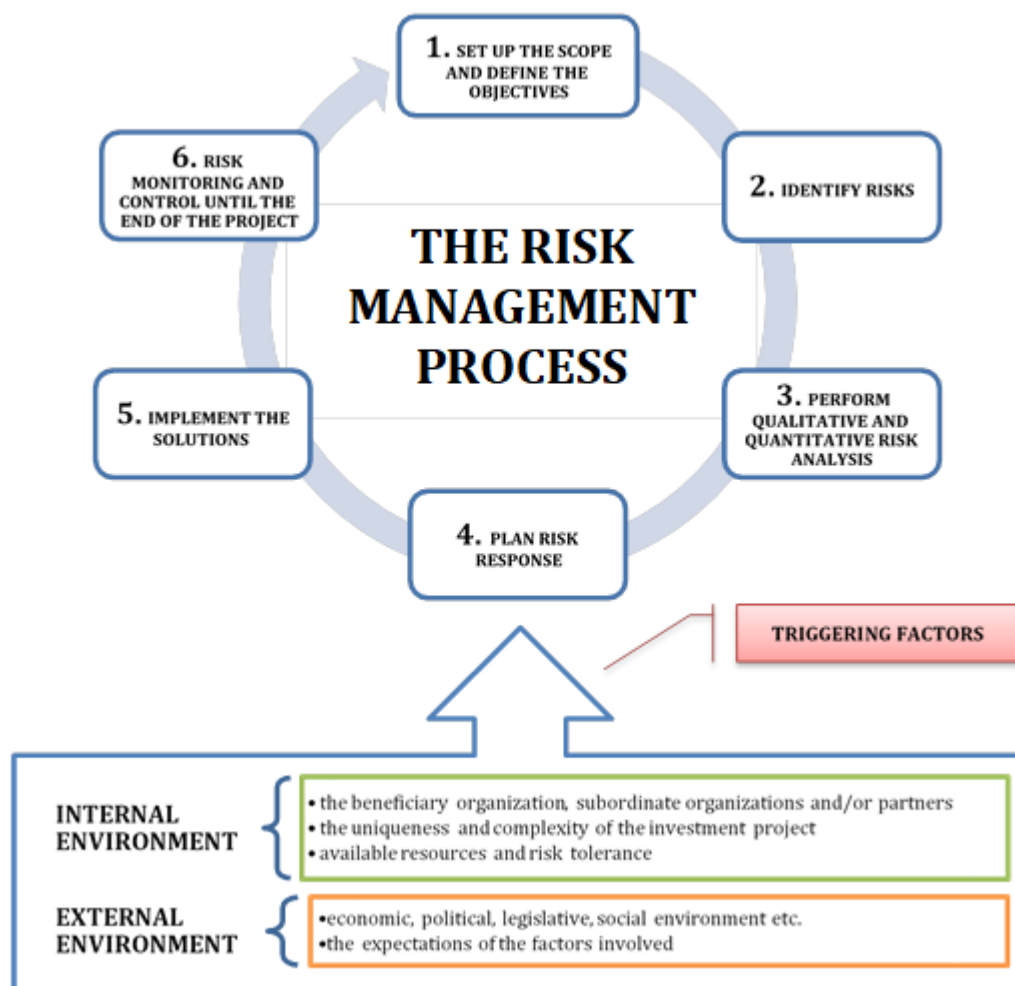 1. SET UP THE SCOPE
AND DEFINE THE
OBJECTIVES
2. IDENTIFY RISKS
3. PERFORM
QUALITATIVE AND
QUANTITATIVE RISK
ANALYSIS
4. PLAN RISK
RESPONSE
5. IMPLEMENT THE
SOLUTIONS
6. RISK
MONITORING AND
CONTROL UNTIL THE
END OF THE PROJECT
THE RISK
MANAGEMENT
PROCESS
TRIGGERING FACTORS
INTERNAL
ENVIRONMENT
• the beneficiary organization, subordinate organizations and/or partners
• the uniqueness and complexity of the investment project
• available resources and risk tolerance
EXTERNAL
ENVIRONMENT
•economic, political, legislative, social environment etc.
•the expectations of the factors involved